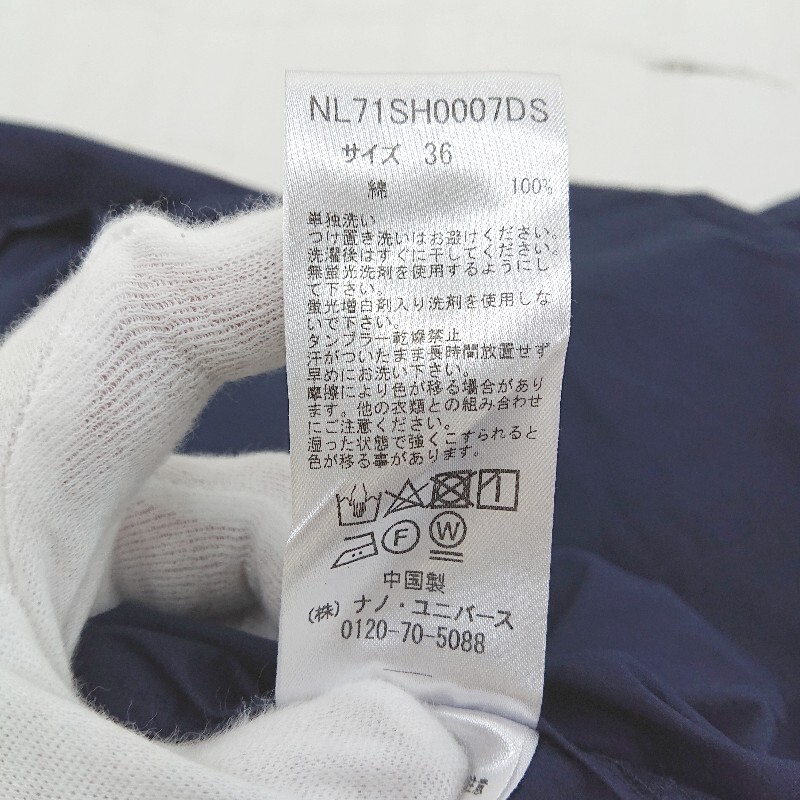 NL71SH0007DS
サイズ 36
綿 100%
単独洗い
つけ置き洗いはお避けください。
洗濯後はすぐに干してください。
無蛍光洗剤を使用するようにし
て下さい。
蛍光増白剤入り洗剤を使用しな
いで下さい。
タンブラー乾燥禁止
汗がついたまま長時間放置せず
早めにお洗い下さい。
摩擦により色が移る場合があり
ます。他の衣類との組み合わせ
にご注意ください。
湿った状態で強くこすられると
色が移る事があります。
F W
中国製
(株) ナノ・ユニバース
0120-70-5088